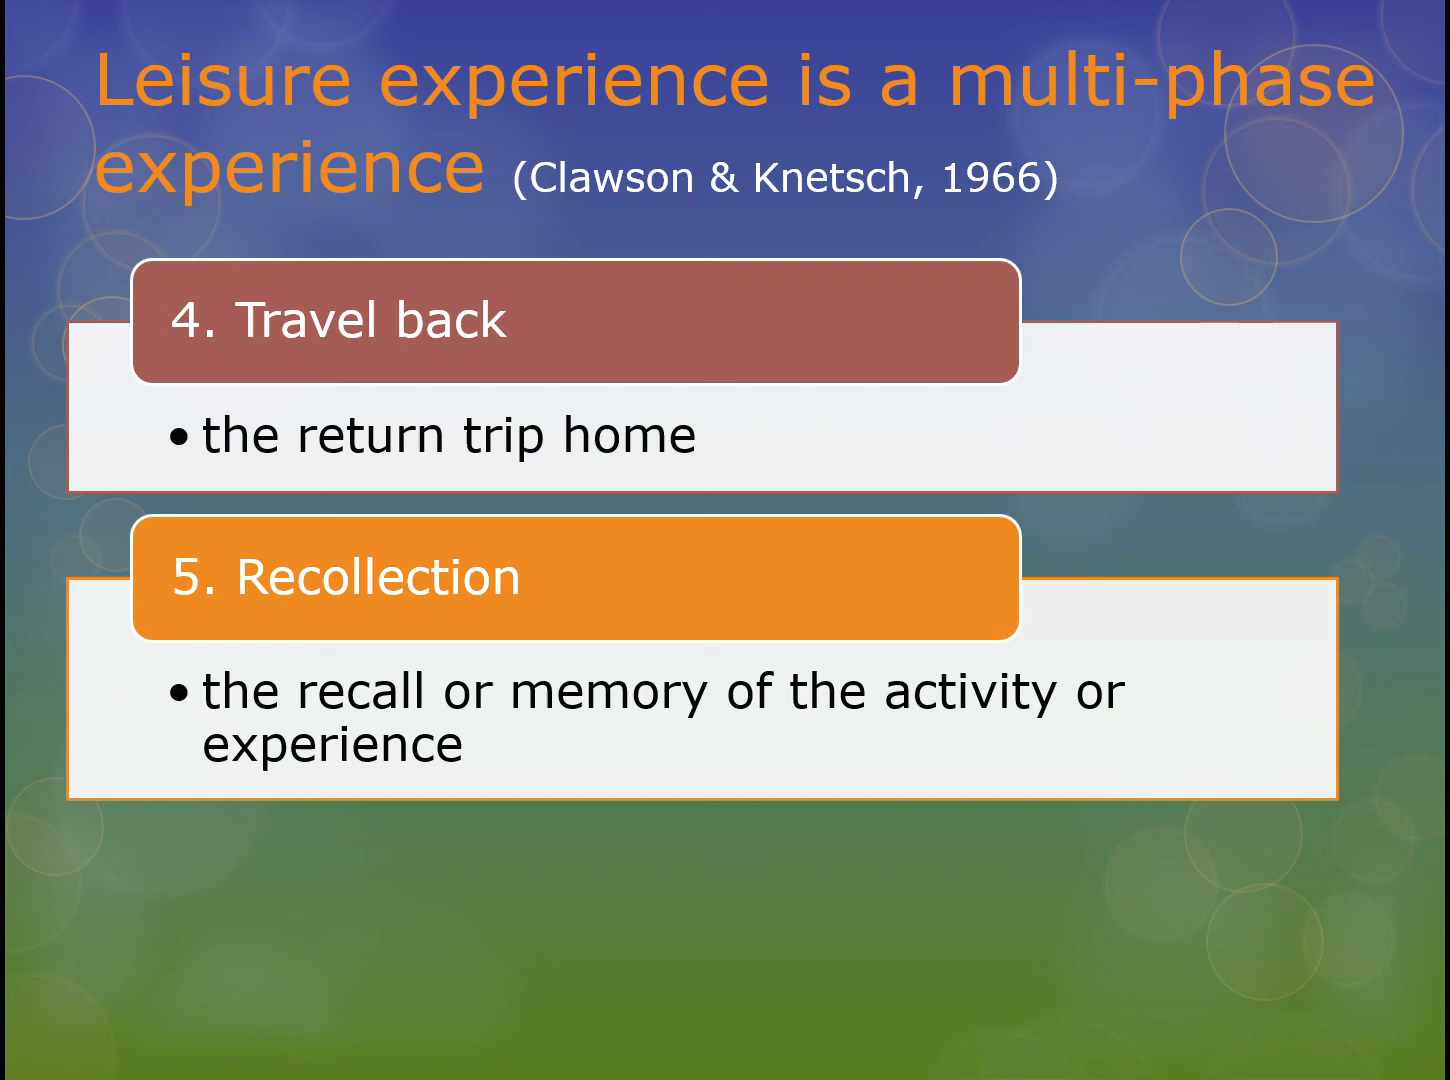 Leisure experience is a multi-phase
experience (Clawson & Knetsch, 1966)
4. Travel back
• the return trip home
5. Recollection
• the recall or memory of the activity or
experience